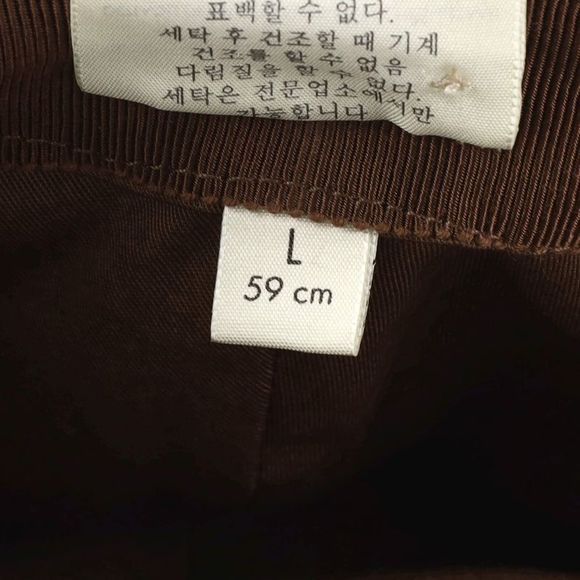 표백할 수 없다.
세탁 후 건조할 때 기계
건조를 할 수 없음
다림질을 할 수 없다.
세탁은 전문업소에서만
가능합니다
L
59 cm